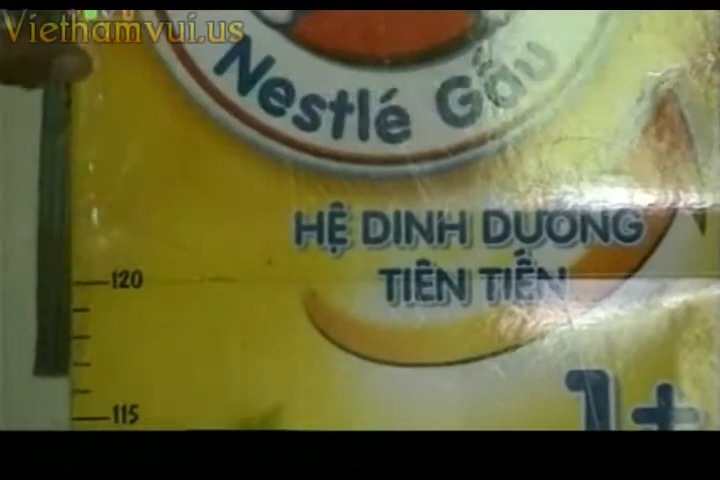 Viethamvui.us
Nestlé Gấu
HỆ DINH DƯỠNG
TIÊN TIẾN
120
115
1+